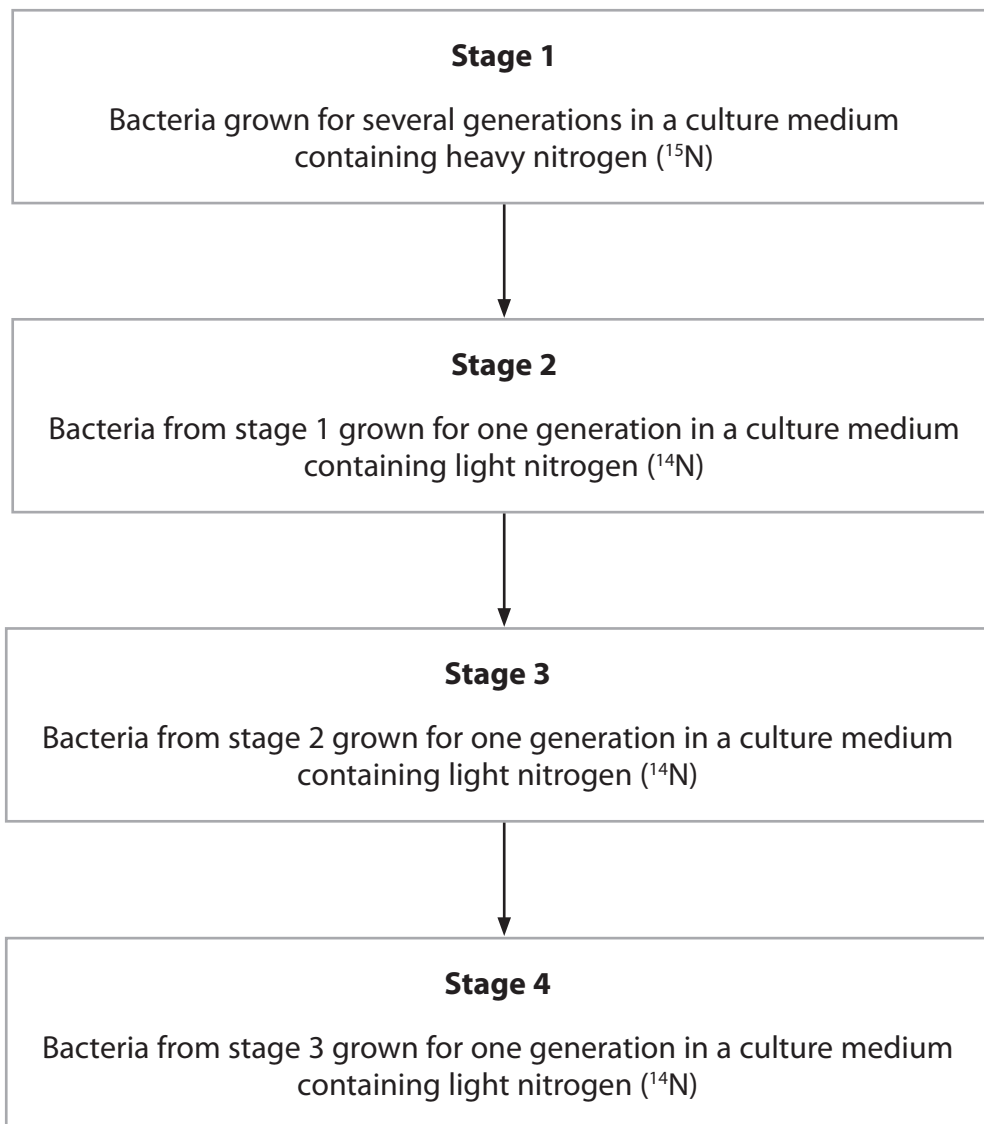 Stage 1
Bacteria grown for several generations in a culture medium
containing heavy nitrogen (¹⁵N)
Stage 2
Bacteria from stage 1 grown for one generation in a culture medium
containing light nitrogen (¹⁴N)
Stage 3
Bacteria from stage 2 grown for one generation in a culture medium
containing light nitrogen (¹⁴N)
Stage 4
Bacteria from stage 3 grown for one generation in a culture medium
containing light nitrogen (¹⁴N)